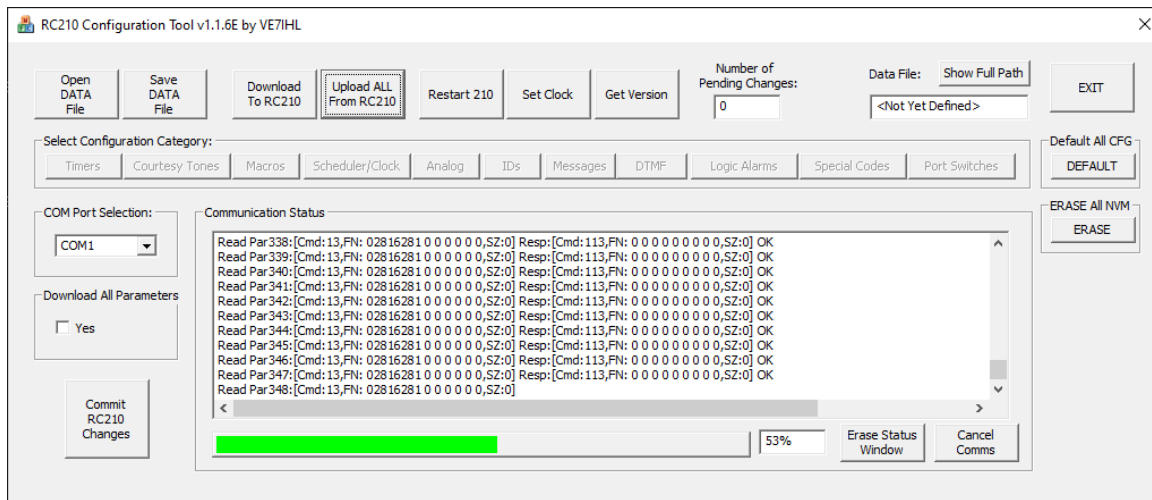 RC210 Configuration Tool v1.1.6E by VE7IHL
Open
DATA
File
Save
DATA
File
Download
To RC210
Upload ALL
From RC210
Restart 210
Set Clock
Get Version
Number of
Pending Changes:
0
Data File:
Show Full Path
<Not Yet Defined>
EXIT
Select Configuration Category:
Timers
Courtesy Tones
Macros
Scheduler/Clock
Analog
IDs
Messages
DTMF
Logic Alarms
Special Codes
Port Switches
Default All CFG
DEFAULT
ERASE All NVM
ERASE
COM Port Selection:
COM1
Download All Parameters
Yes
Commit
RC210
Changes
Communication Status
Read Par338:[Cmd:13,FN: 02816281 0 0 0 0 0 0,SZ:0] Resp:[Cmd:113,FN: 0 0 0 0 0 0 0 0 0 0,SZ:0] OK
Read Par339:[Cmd:13,FN: 02816281 0 0 0 0 0 0,SZ:0] Resp:[Cmd:113,FN: 0 0 0 0 0 0 0 0 0 0,SZ:0] OK
Read Par340:[Cmd:13,FN: 02816281 0 0 0 0 0 0,SZ:0] Resp:[Cmd:113,FN: 0 0 0 0 0 0 0 0 0 0,SZ:0] OK
Read Par341:[Cmd:13,FN: 02816281 0 0 0 0 0 0,SZ:0] Resp:[Cmd:113,FN: 0 0 0 0 0 0 0 0 0 0,SZ:0] OK
Read Par342:[Cmd:13,FN: 02816281 0 0 0 0 0 0,SZ:0] Resp:[Cmd:113,FN: 0 0 0 0 0 0 0 0 0 0,SZ:0] OK
Read Par343:[Cmd:13,FN: 02816281 0 0 0 0 0 0,SZ:0] Resp:[Cmd:113,FN: 0 0 0 0 0 0 0 0 0 0,SZ:0] OK
Read Par344:[Cmd:13,FN: 02816281 0 0 0 0 0 0,SZ:0] Resp:[Cmd:113,FN: 0 0 0 0 0 0 0 0 0 0,SZ:0] OK
Read Par345:[Cmd:13,FN: 02816281 0 0 0 0 0 0,SZ:0] Resp:[Cmd:113,FN: 0 0 0 0 0 0 0 0 0 0,SZ:0] OK
Read Par346:[Cmd:13,FN: 02816281 0 0 0 0 0 0,SZ:0] Resp:[Cmd:113,FN: 0 0 0 0 0 0 0 0 0 0,SZ:0] OK
Read Par347:[Cmd:13,FN: 02816281 0 0 0 0 0 0,SZ:0] Resp:[Cmd:113,FN: 0 0 0 0 0 0 0 0 0 0,SZ:0] OK
Read Par348:[Cmd:13,FN: 02816281 0 0 0 0 0 0,SZ:0]
53%
Erase Status
Window
Cancel
Comms